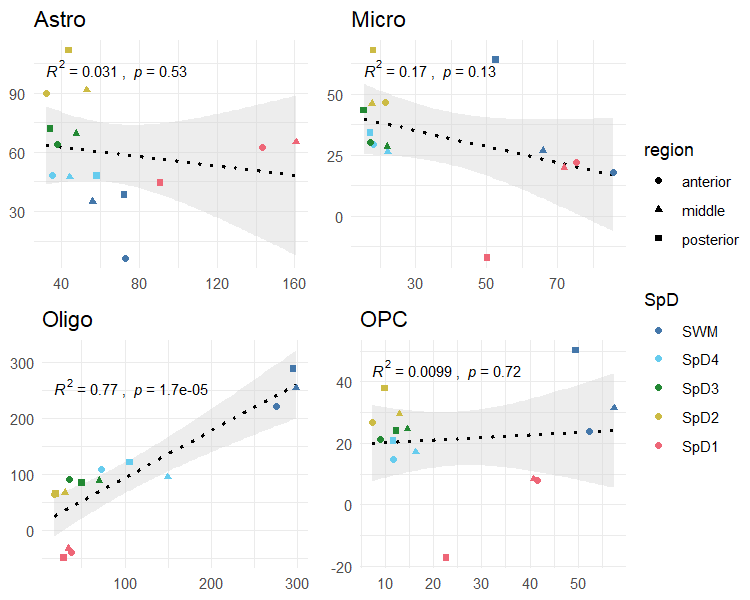 Astro
R² = 0.031 , p = 0.53
90
60
30
40
80
120
160
Micro
R² = 0.17 , p = 0.13
50
25
0
30
50
70
Oligo
R² = 0.77 , p = 1.7e-05
300
200
100
0
100
200
300
OPC
R² = 0.0099 , p = 0.72
40
20
0
-20
10
20
30
40
50
region
anterior
middle
posterior
SpD
SWM
SpD4
SpD3
SpD2
SpD1